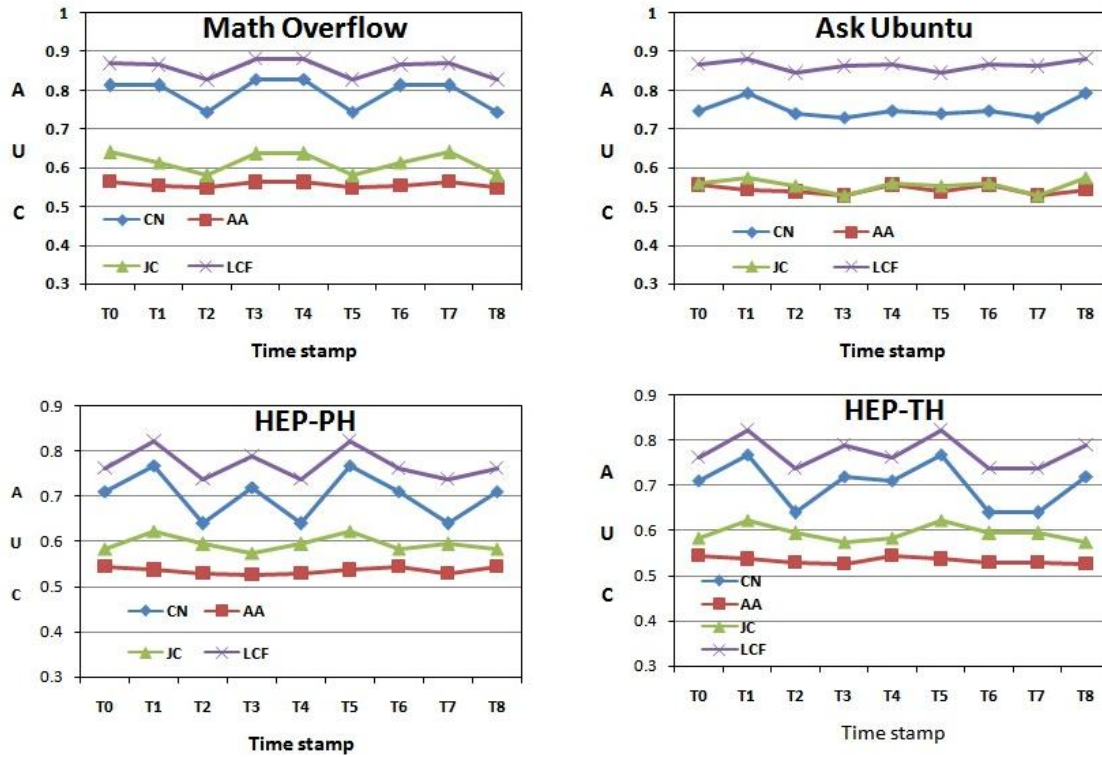 Math Overflow
1
0.9
0.8
0.7
0.6
0.5
0.4
0.3
A
U
C
CN AA
JC LCF
T0 T1 T2 T3 T4 T5 T6 T7 T8
Time stamp
Ask Ubuntu
1
0.9
0.8
0.7
0.6
0.5
0.4
0.3
A
U
C
CN AA
JC LCF
T0 T1 T2 T3 T4 T5 T6 T7 T8
Time stamp
HEP-PH
0.9
0.8
0.7
0.6
0.5
0.4
0.3
A
U
C
CN AA
JC LCF
T0 T1 T2 T3 T4 T5 T6 T7 T8
Time stamp
HEP-TH
0.9
0.8
0.7
0.6
0.5
0.4
0.3
A
U
C
CN
AA
JC
LCF
T0 T1 T2 T3 T4 T5 T6 T7 T8
Time stamp